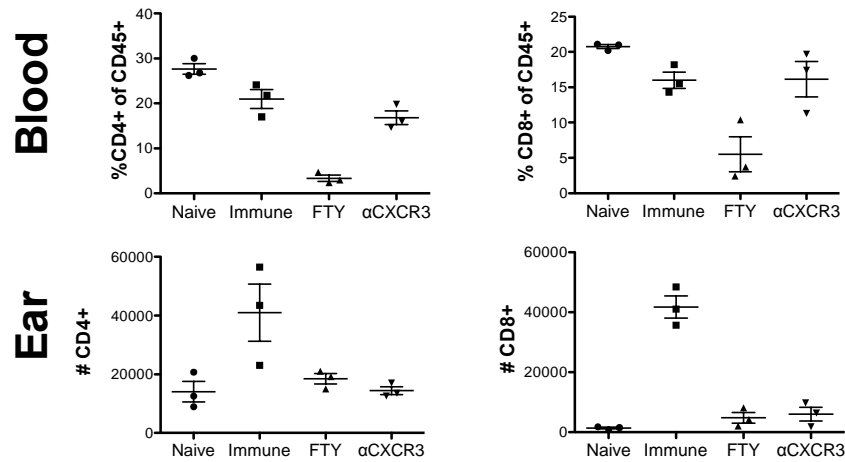 Blood
%CD4+ of CD45+
40
30
20
10
0
Naive Immune FTY αCXCR3
% CD8+ of CD45+
25
20
15
10
5
0
Naive Immune FTY αCXCR3
Ear
# CD4+
60000
40000
20000
0
Naive Immune FTY αCXCR3
# CD8+
60000
40000
20000
0
Naive Immune FTY αCXCR3